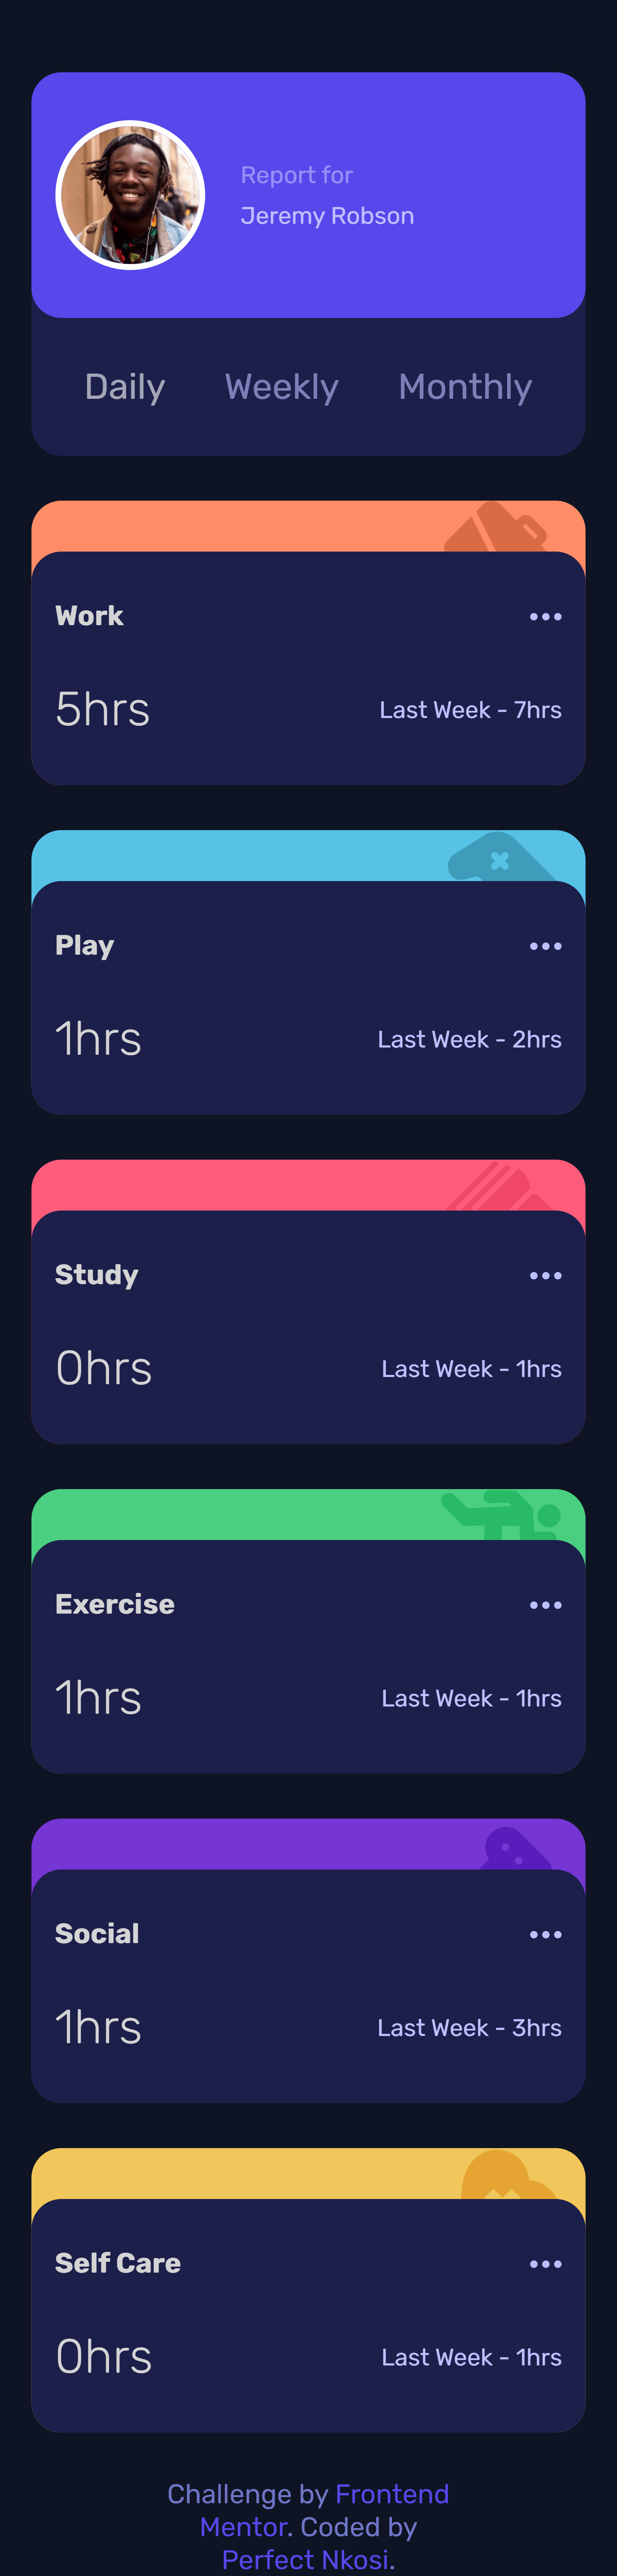 Report for
Jeremy Robson
Daily Weekly Monthly
Work
5hrs Last Week - 7hrs
Play
1hrs Last Week - 2hrs
Study
0hrs Last Week - 1hrs
Exercise
1hrs Last Week - 1hrs
Social
1hrs Last Week - 3hrs
Self Care
0hrs Last Week - 1hrs
Challenge by Frontend
Mentor. Coded by
Perfect Nkosi.